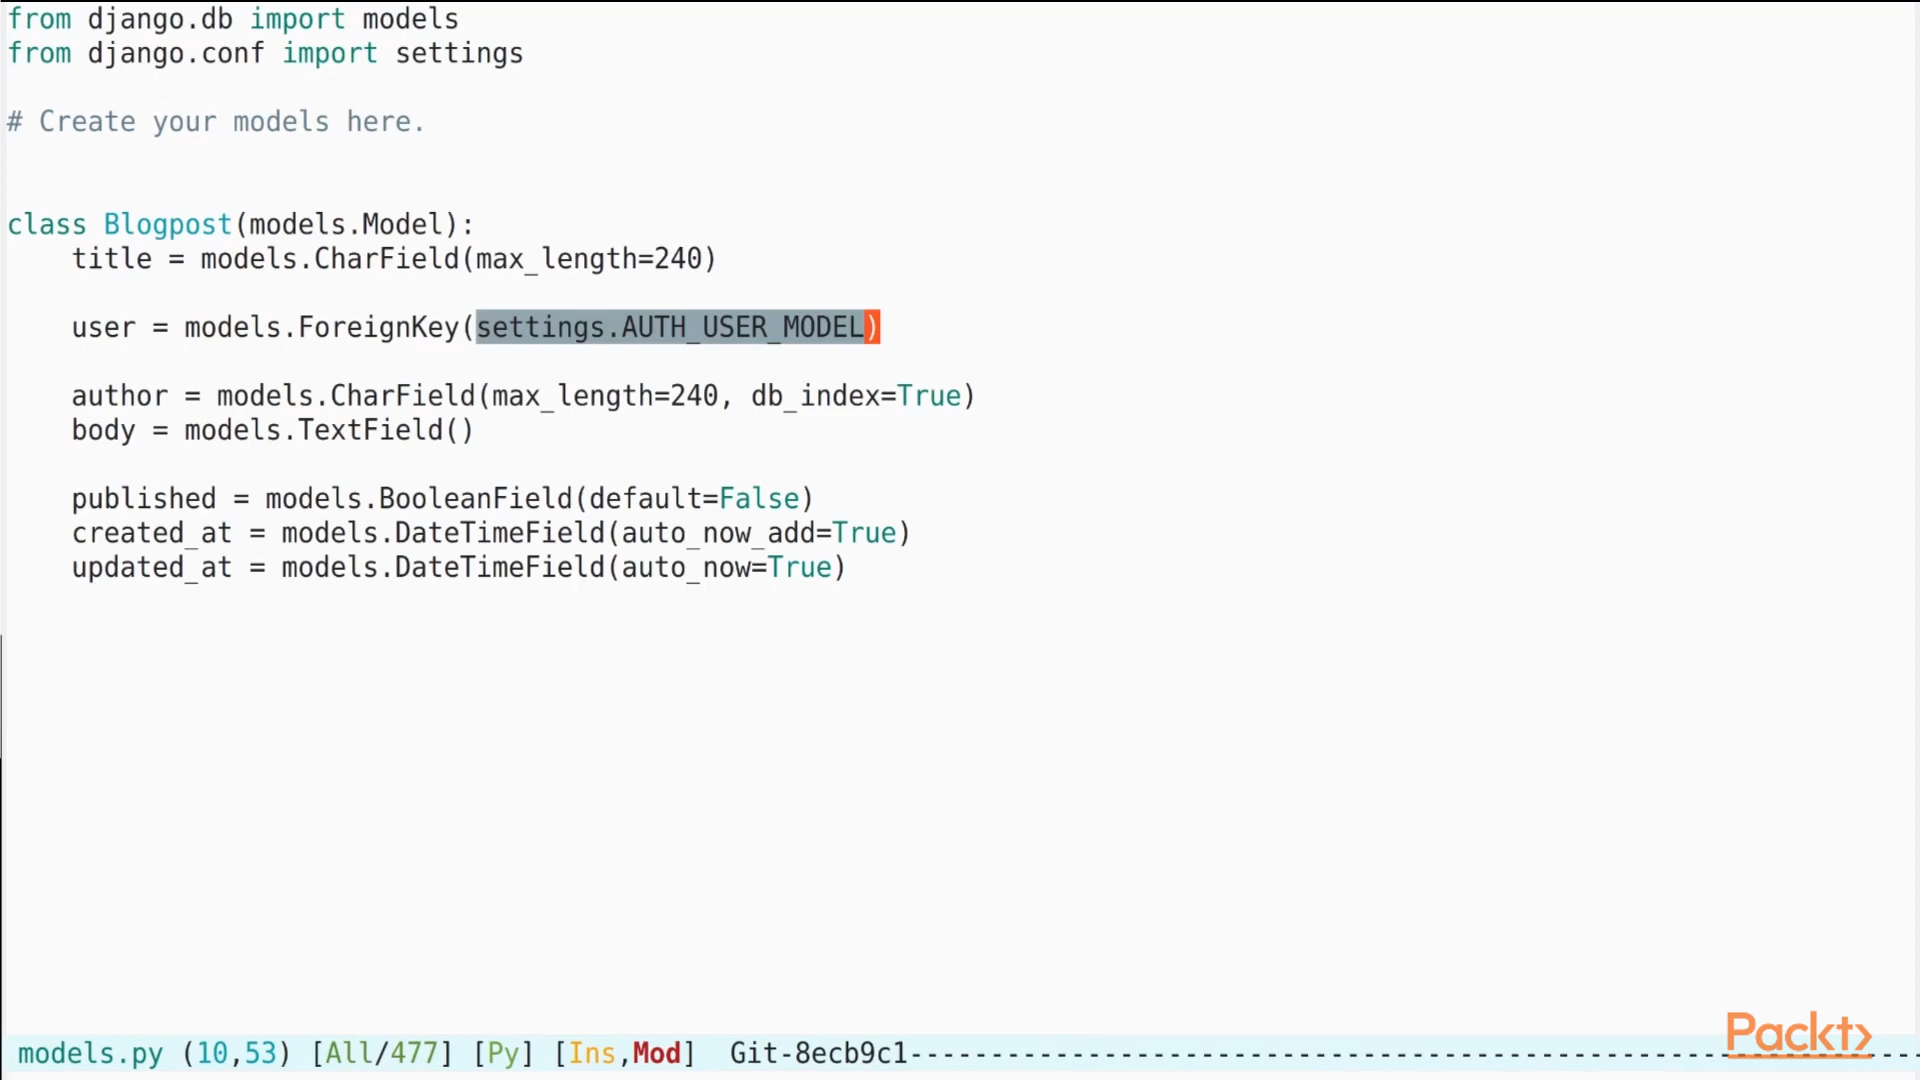 from django.db import models
from django.conf import settings
# Create your models here.
class Blogpost(models.Model):
    title = models.CharField(max_length=240)
    user = models.ForeignKey(settings.AUTH_USER_MODEL)
    author = models.CharField(max_length=240, db_index=True)
    body = models.TextField()
    published = models.BooleanField(default=False)
    created_at = models.DateTimeField(auto_now_add=True)
    updated_at = models.DateTimeField(auto_now=True)
Packt>
models.py (10,53) [All/477] [Py] [Ins,Mod] Git-8ecb9c1---------------------------------------------------------------